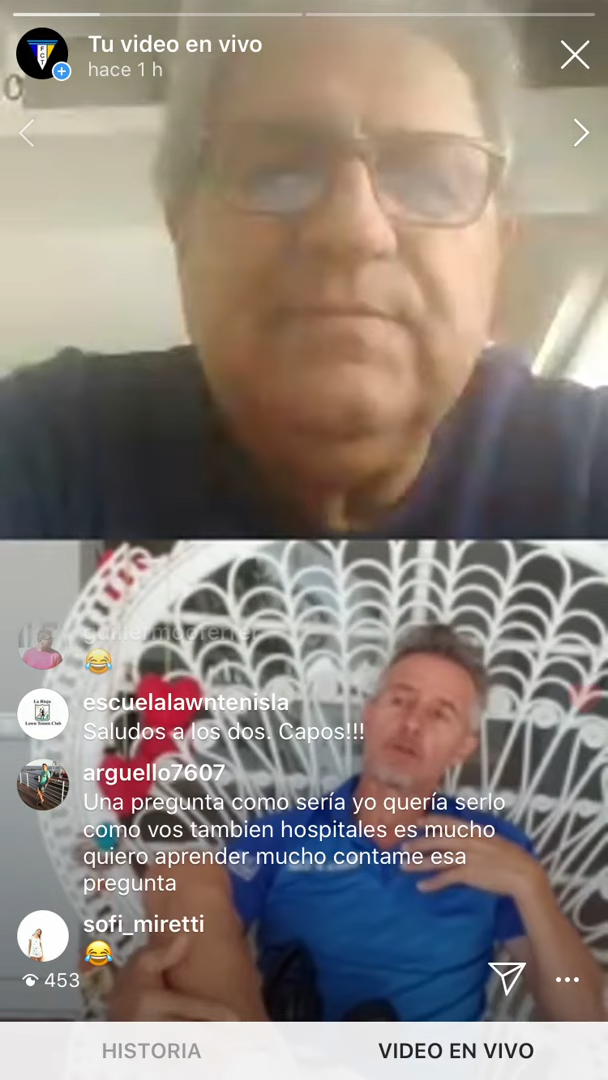 Tu video en vivo
hace 1 h
FCT
escuelalawntenisla
Saludos a los dos. Capos!!!
arguello7607
Una pregunta como sería yo quería serlo
como vos tambien hospitales es mucho
quiero aprender mucho contame esa
pregunta
sofi_miretti
453
HISTORIA
VIDEO EN VIVO